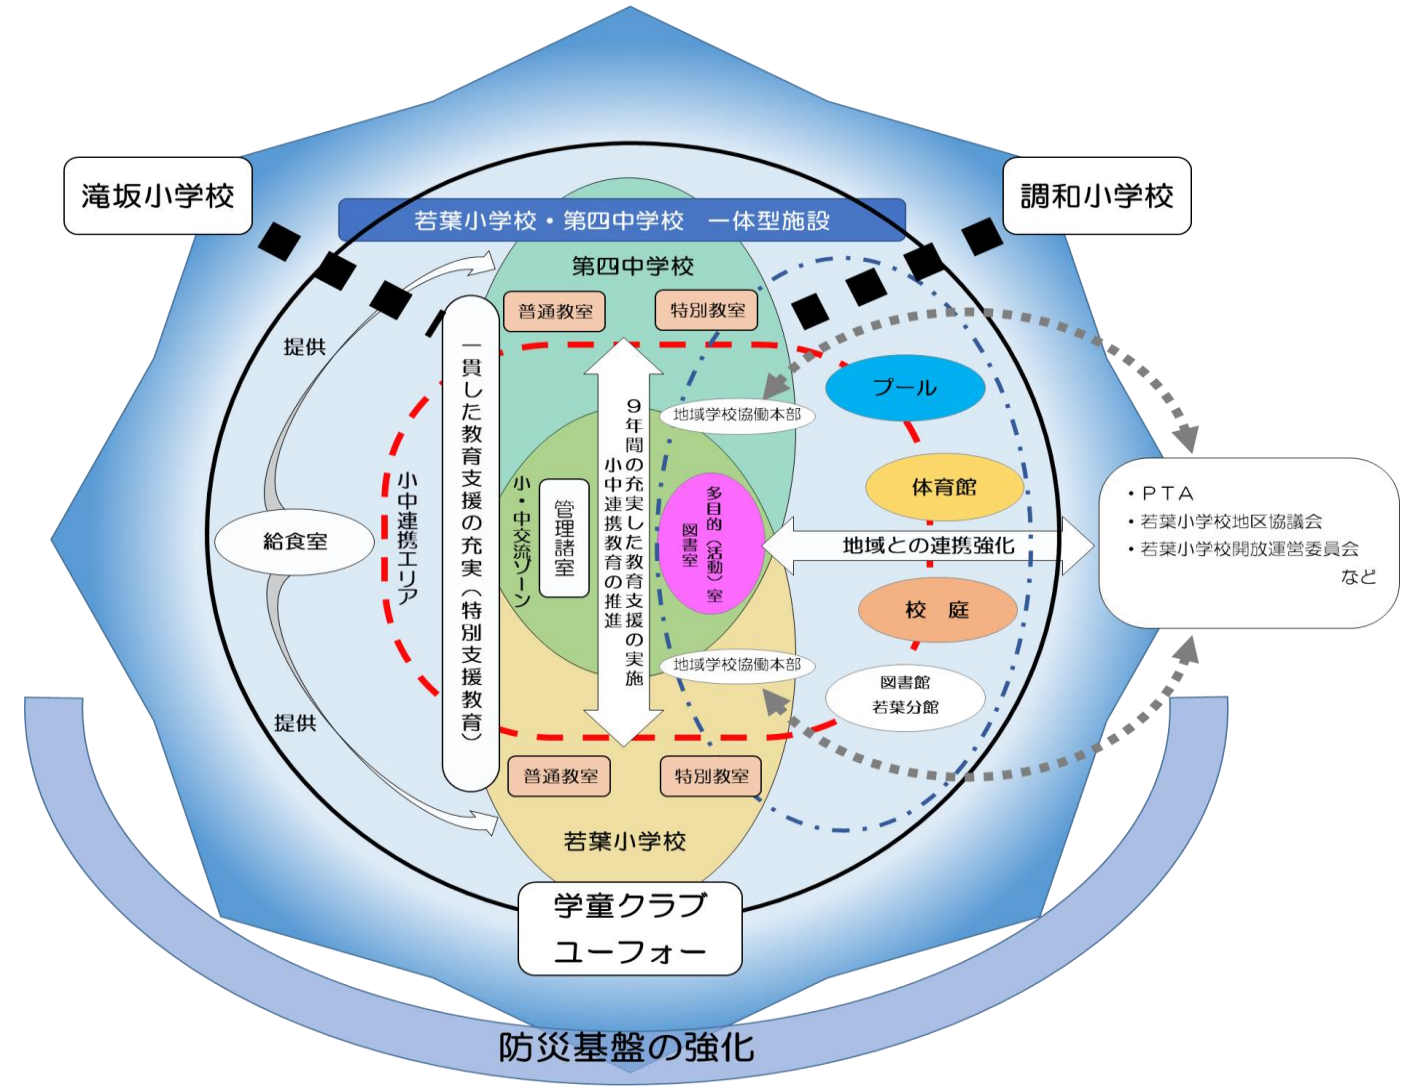 滝坂小学校
調和小学校
若葉小学校・第四中学校　一体型施設
第四中学校
普通教室
特別教室
提供
一貫した教育支援の充実（特別支援教育）
プール
地域学校協働本部
９年間の充実した教育支援の実施
小中連携教育の推進
小中連携エリア
小・中交流ゾーン
管理諸室
多目的（活動）室
図書室
体育館
給食室
地域との連携強化
・ＰＴＡ
・若葉小学校地区協議会
・若葉小学校開放運営委員会
など
校　庭
地域学校協働本部
図書館
若葉分館
提供
普通教室
特別教室
若葉小学校
学童クラブ
ユーフォー
防災基盤の強化